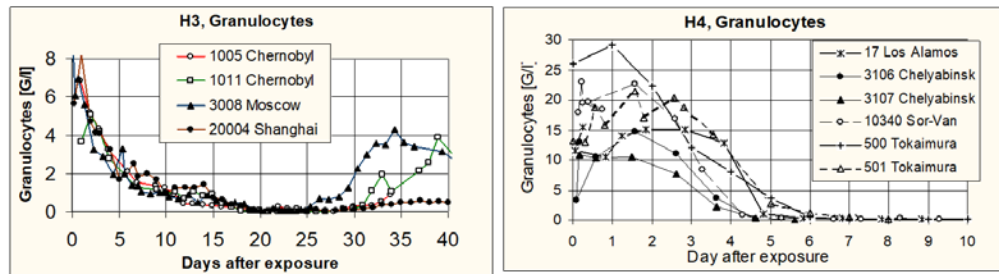 H3, Granulocytes
Granulocytes [G/l]
8
6
4
2
0
1005 Chernobyl
1011 Chernobyl
3008 Moscow
20004 Shanghai
0 5 10 15 20 25 30 35 40
Days after exposure
H4, Granulocytes
Granulocytes [G/l]
30
25
20
15
10
5
0
17 Los Alamos
3106 Chelyabinsk
3107 Chelyabinsk
10340 Sor-Van
500 Tokaimura
501 Tokaimura
0 1 2 3 4 5 6 7 8 9 10
Day after exposure